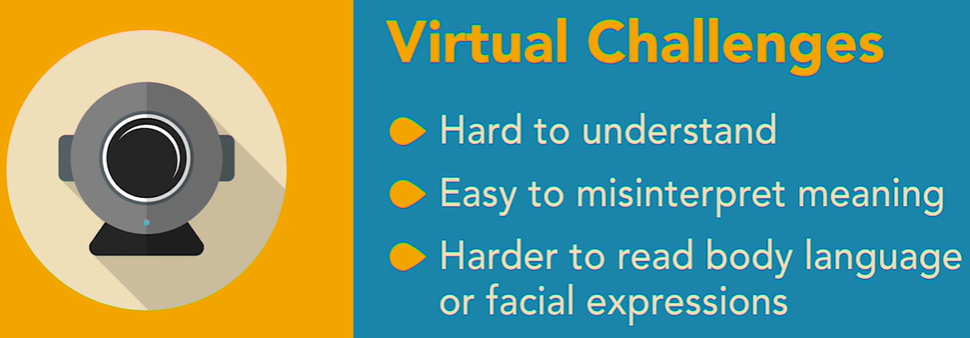 Virtual Challenges
Hard to understand
Easy to misinterpret meaning
Harder to read body language
or facial expressions